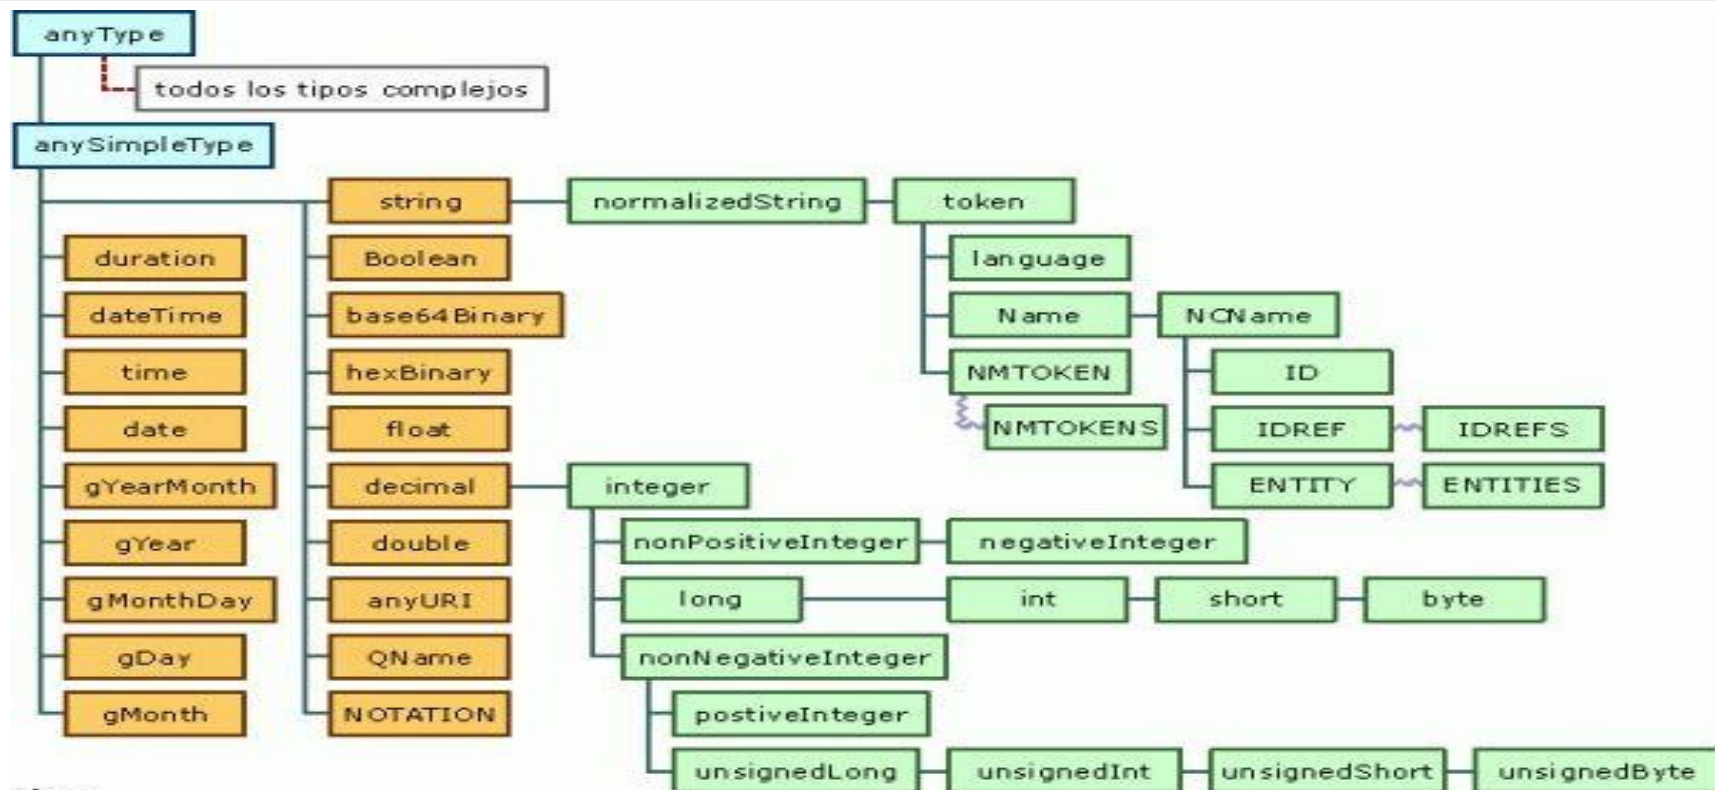 anyType
todos los tipos complejos
anySimpleType
string normalizedString token
duration Boolean language
dateTime base64Binary Name NCName
time hexBinary NMTOKEN ID
date float NMTOKENS IDREF IDREFS
gYearMonth decimal integer ENTITY ENTITIES
gYear double nonPositiveInteger negativeInteger
gMonthDay anyURI long int short byte
gDay QName nonNegativeInteger
gMonth NOTATION postiveInteger
unsignedLong unsignedInt unsignedShort unsignedByte